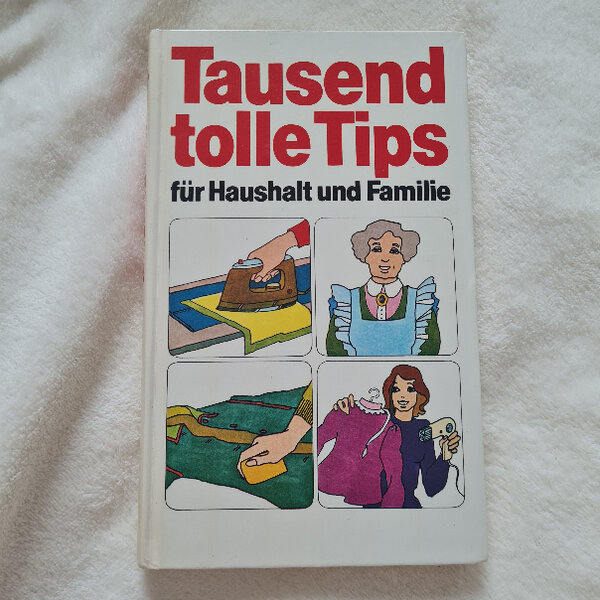 Tausend
tolle Tips
für Haushalt und Familie